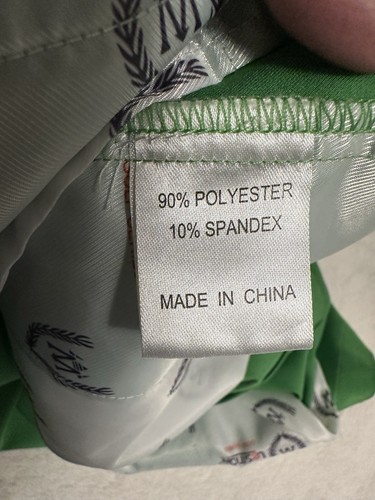 90% POLYESTER
10% SPANDEX
MADE IN CHINA